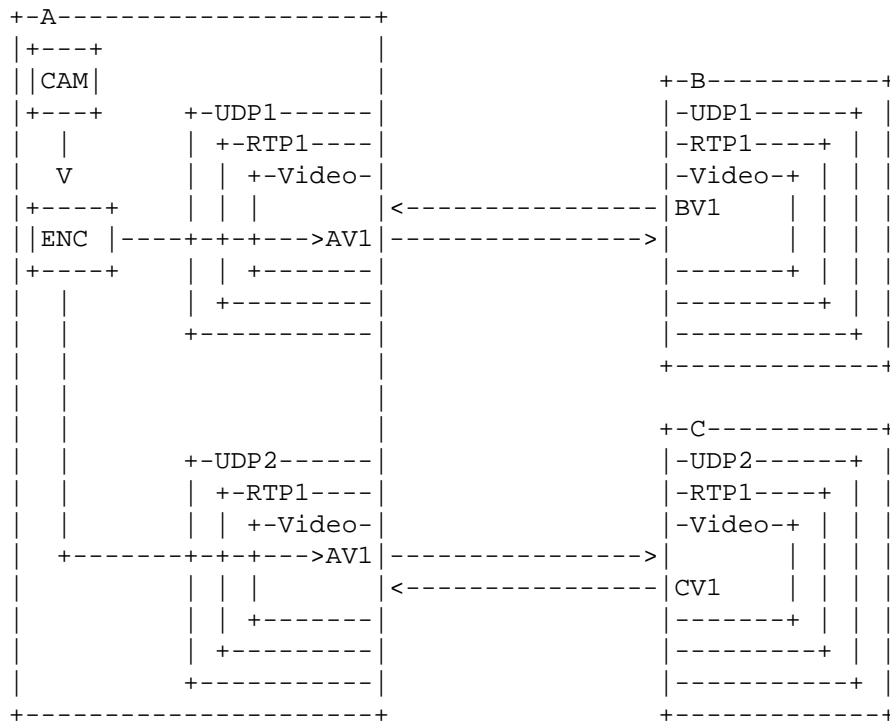 +-A----------------------+
|+---+                   |
||CAM|                   |                 +-B-----------+
|+---+     +-UDP1------|                 |-UDP1------+ |
|  |       | +-RTP1----|                 |-RTP1----+ | |
|  V       | | +-Video-|                 |-Video-+ | | |
|+----+    | | |       |<----------------|BV1    | | | |
||ENC |----+-+-+--->AV1|---------------->|       | | | |
|+----+    | | +-------|                 |-------+ | | |
|  |       | +---------|                 |---------+ | |
|  |       +-----------|                 |-----------+ |
|  |                   |                 +-------------+
|  |                   |
|  |                   |                 +-C-----------+
|  |       +-UDP2------|                 |-UDP2------+ |
|  |       | +-RTP1----|                 |-RTP1----+ | |
|  |       | | +-Video-|                 |-Video-+ | | |
|  +-------+-+-+--->AV1|---------------->|       | | | |
|          | | |       |<----------------|CV1    | | | |
|          | | +-------|                 |-------+ | | |
|          | +---------|                 |---------+ | |
|          +-----------|                 |-----------+ |
+----------------------+                 +-------------+